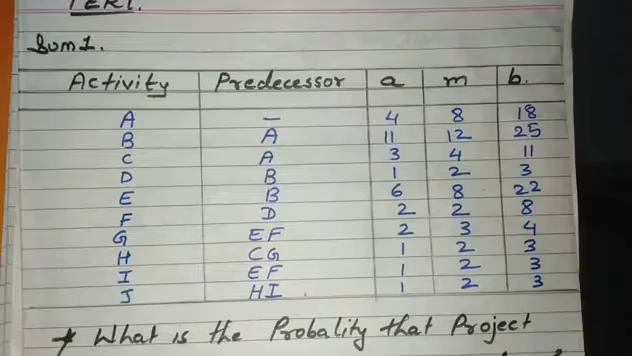 PERT.
Sum 1.
Activity Predecessor a m b.
A — 4 8 18
B A 11 12 25
C A 3 4 11
D B 1 2 3
E B 6 8 22
F D 2 2 8
G EF 2 3 4
H CG 1 2 3
I EF 1 2 3
J HI 1 2 3
* What is the Probality that Project